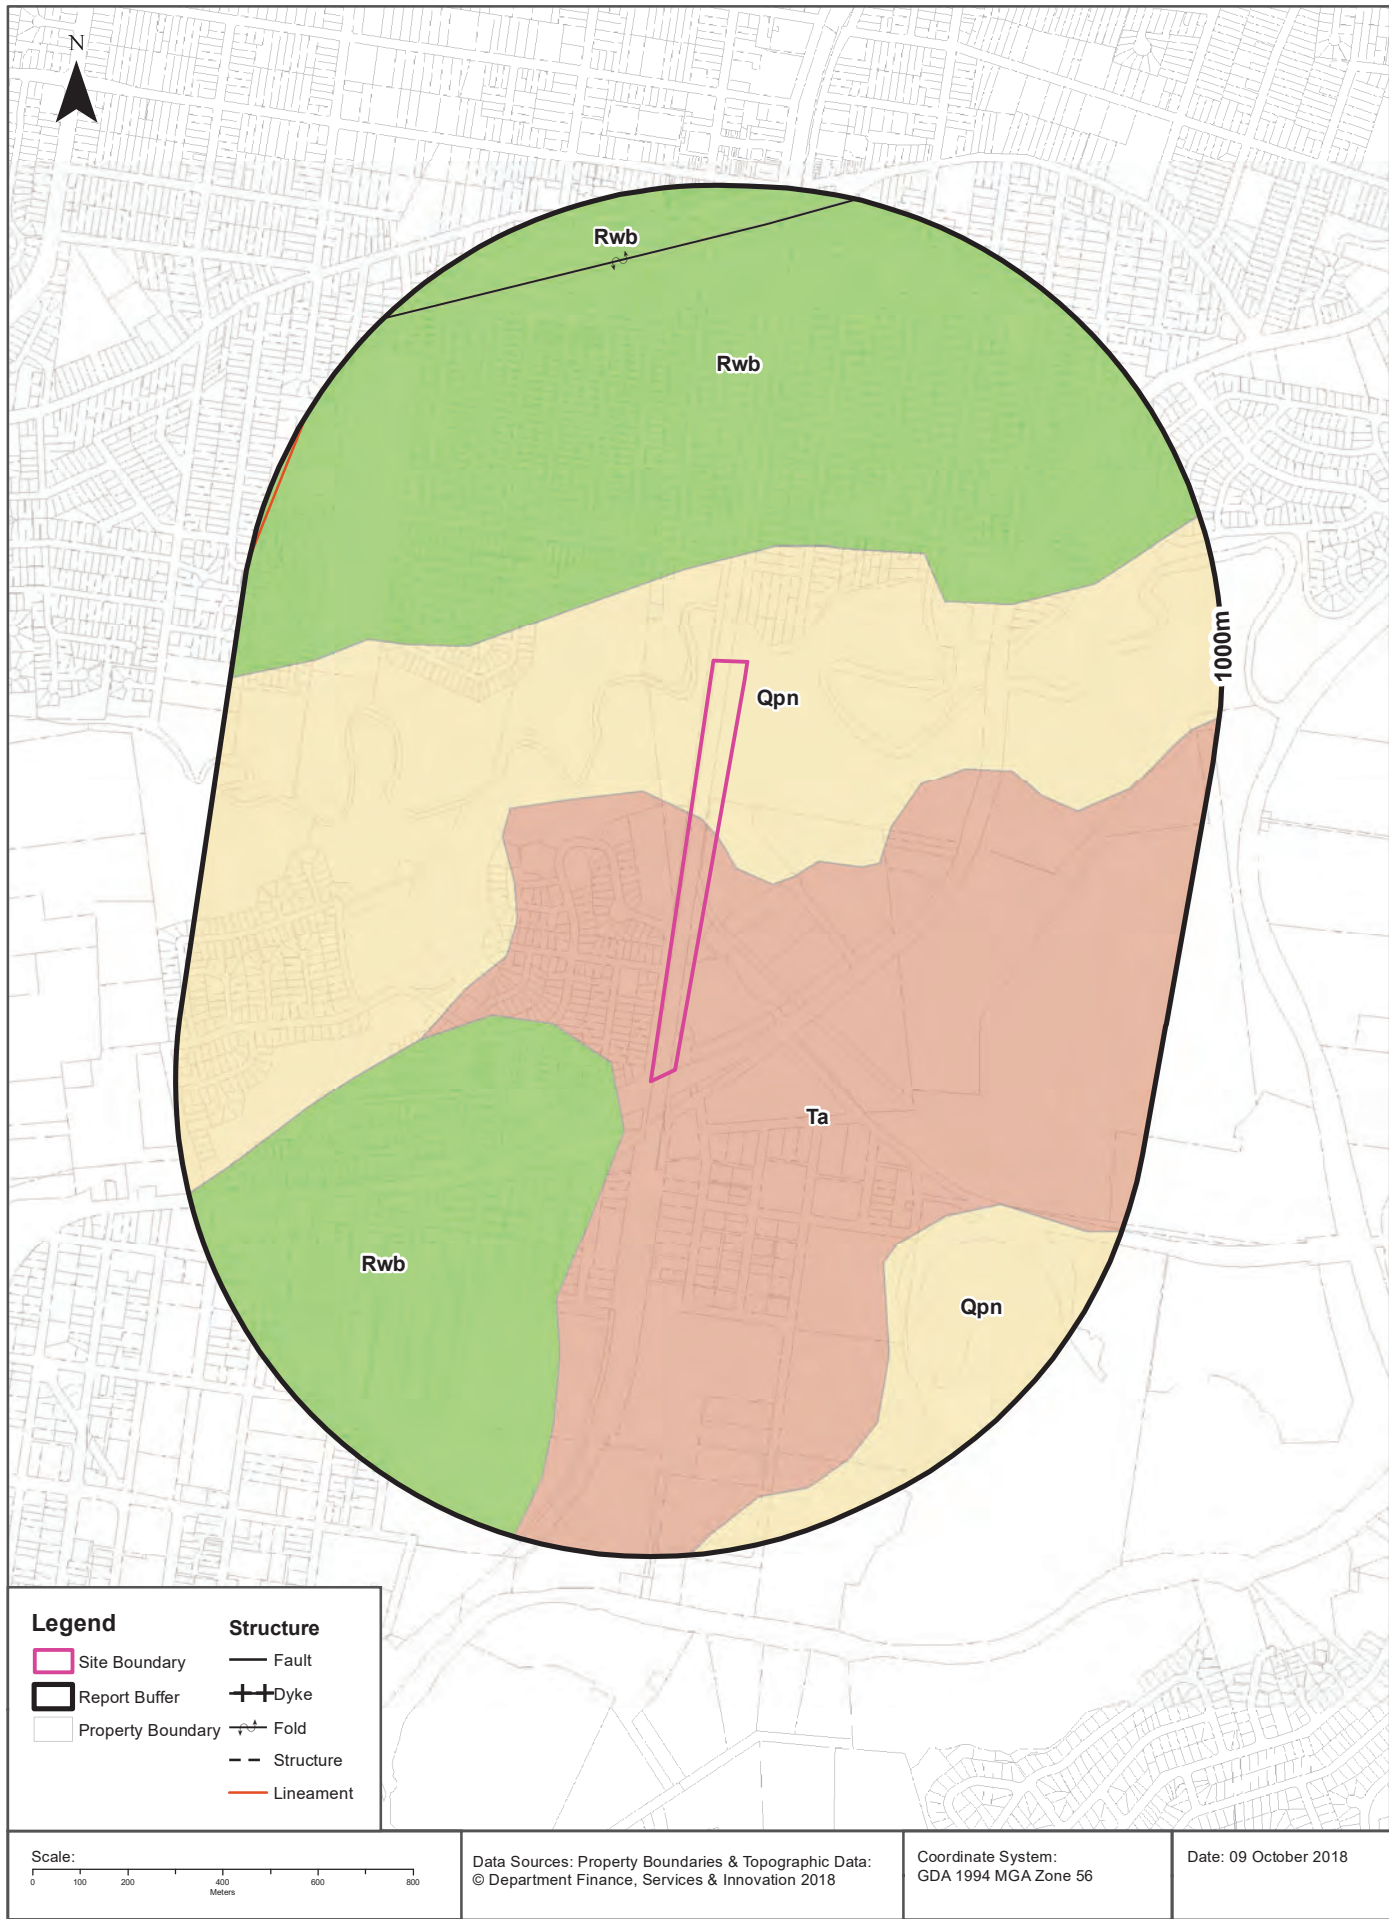 N
Rwb
Rwb
1000m
Qpn
Ta
Rwb
Qpn
Legend
Site Boundary
Report Buffer
Property Boundary
Structure
Fault
Dyke
Fold
Structure
Lineament
Scale:
0 100 200 400 600 800
Meters
Data Sources: Property Boundaries & Topographic Data:
© Department Finance, Services & Innovation 2018
Coordinate System:
GDA 1994 MGA Zone 56
Date: 09 October 2018